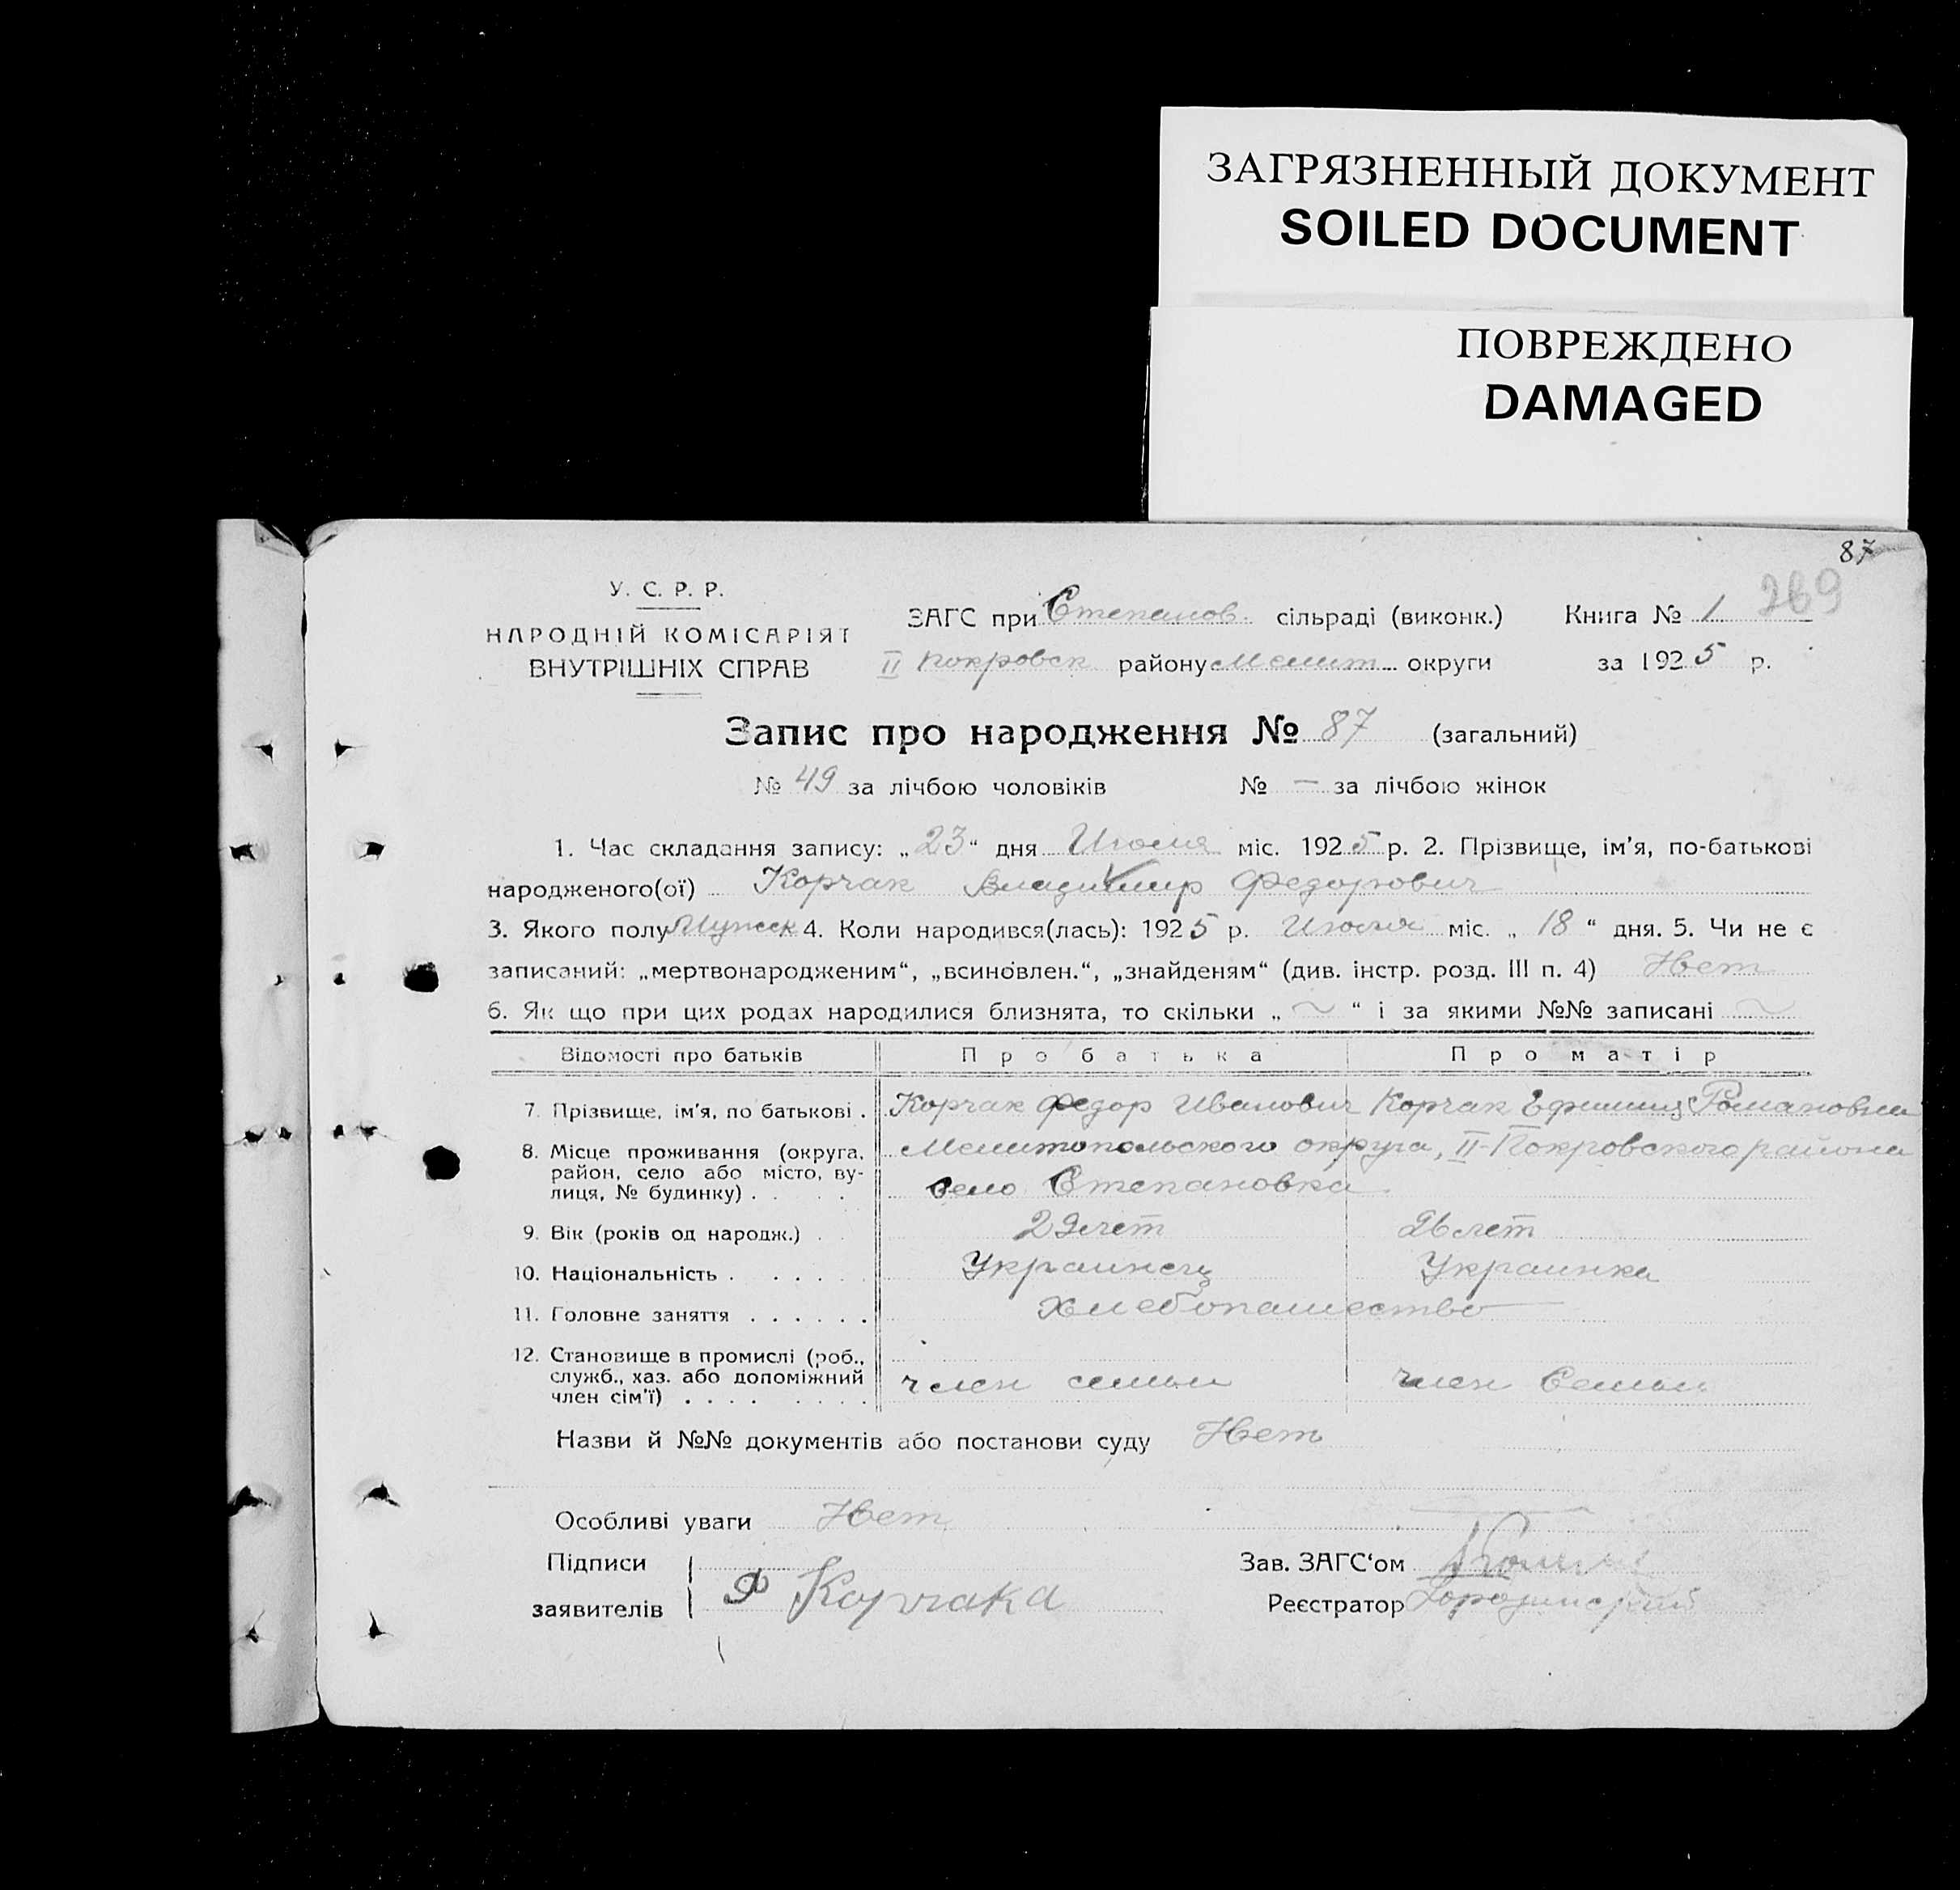 ЗАГРЯЗНЕННЫЙ ДОКУМЕНТ
SOILED DOCUMENT
ПОВРЕЖДЕНО
DAMAGED
87
269
У. С. Р. Р.
НАРОДНІЙ КОМІСАРІЯТ
ВНУТРІШНІХ СПРАВ
ЗАГС при Степанов. сільраді (виконк.) Книга № 1
II Покровск району Мелит округи за 1925 р.
Запис про народження № 87 (загальний)
№ 49 за лічбою чоловіків № — за лічбою жінок
1. Час складання запису: „23“ дня Июля міс. 1925 р. 2. Прізвище, ім'я, по-батькові
народженого(ої) Корчак Владимир Федорович
3. Якого полу Мужск 4. Коли народився(лась): 1925 р. Июля міс. „ 18 “ дня. 5. Чи не є
записаний: „мертвонародженим“, „всиновлен.“, „знайденям“ (див. інстр. розд. III п. 4) Нет
6. Як що при цих родах народилися близнята, то скільки „ ~ “ і за якими №№ записані ~
Відомості про батьків Про батька Про матір
7. Прізвище, ім'я, по батькові . Корчак Федор Иванович Корчак Романовна
8. Місце проживання (округа, район, село або місто, вулиця, № будинку) . Мелитопольского округа, II-Покровского района
село Степановка
9. Вік (років од народж.) . 29 лет 26 лет
10. Національність . Украинец Украинка
11. Головне заняття . . . . . . Хлебопашество
12. Становище в промислі (роб.,
служб., хаз. або допоміжний
член сім'ї) . . . . член семьи член Семьи
Назви й №№ документів або постанови суду Нет
Особливі уваги Нет
Підписи
заявителів Ф Корчака
Зав. ЗАГС‘ом
Реєстратор